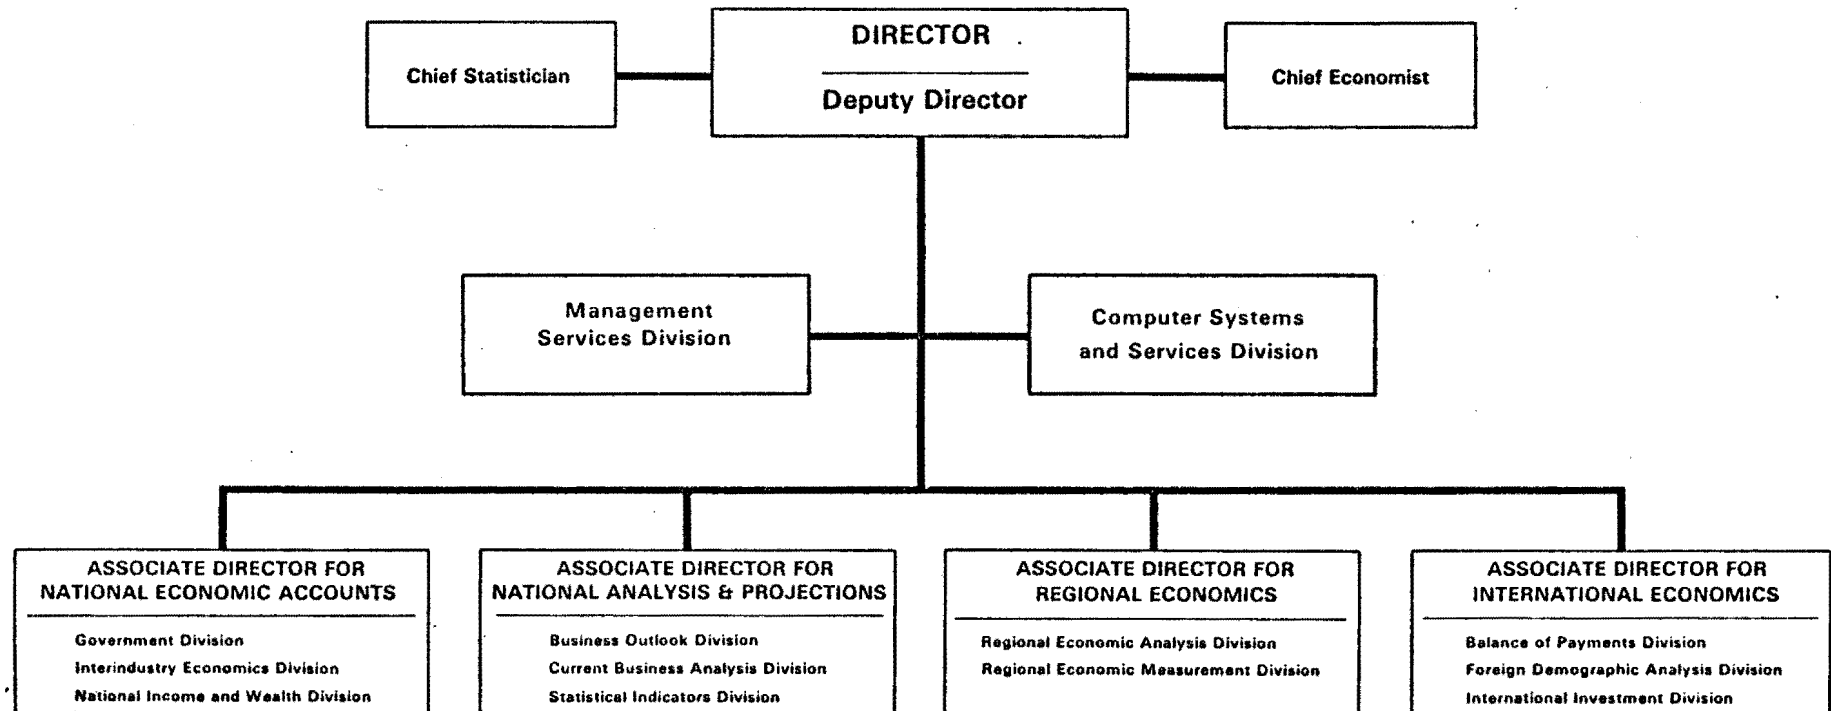 DIRECTOR
Deputy Director
Chief Statistician
Chief Economist
Management
Services Division
Computer Systems
and Services Division
ASSOCIATE DIRECTOR FOR
NATIONAL ECONOMIC ACCOUNTS
Government Division
Interindustry Economics Division
National Income and Wealth Division
ASSOCIATE DIRECTOR FOR
NATIONAL ANALYSIS & PROJECTIONS
Business Outlook Division
Current Business Analysis Division
Statistical Indicators Division
ASSOCIATE DIRECTOR FOR
REGIONAL ECONOMICS
Regional Economic Analysis Division
Regional Economic Measurement Division
ASSOCIATE DIRECTOR FOR
INTERNATIONAL ECONOMICS
Balance of Payments Division
Foreign Demographic Analysis Division
International Investment Division